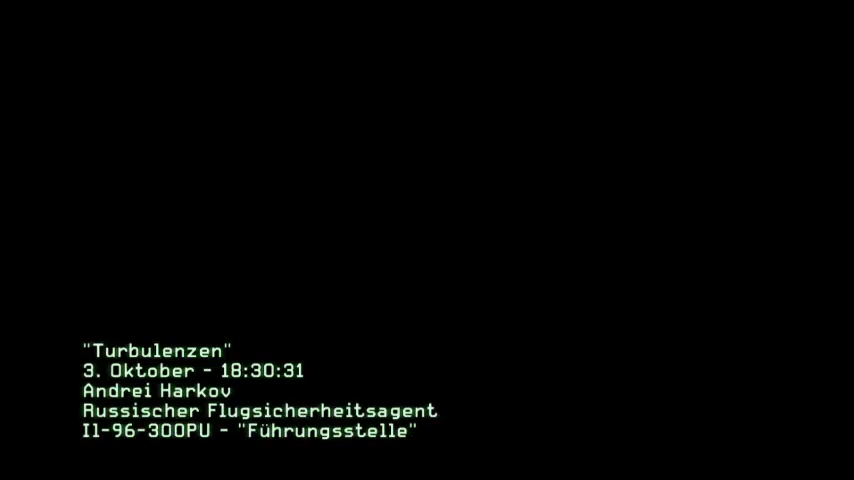 "Turbulenzen"
3. Oktober - 18:30:31
Andrei Harkov
Russischer Flugsicherheitsagent
Il-96-300PU - "Führungsstelle"